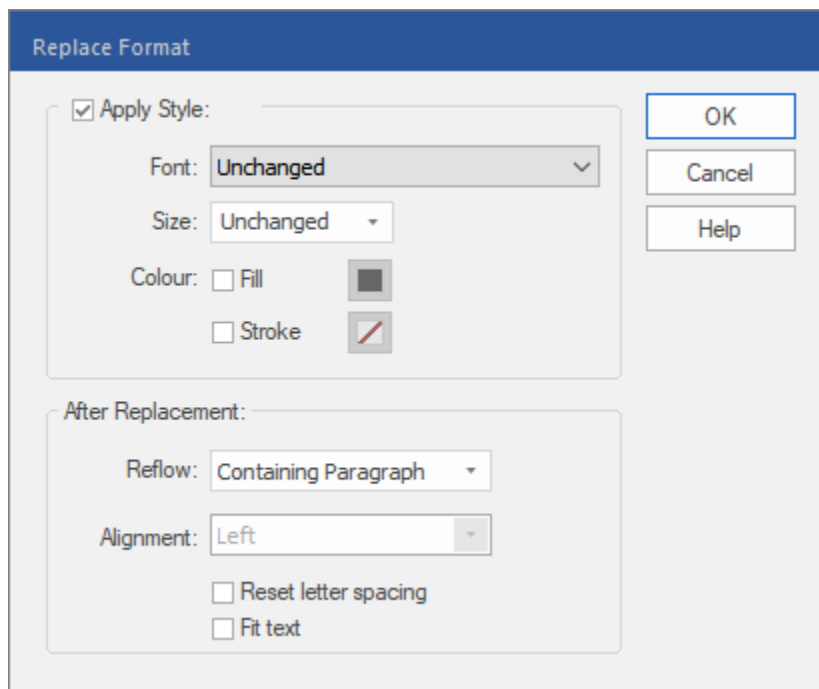 Replace Format
Apply Style:
OK
Font: Unchanged
Cancel
Size: Unchanged
Help
Colour: Fill
Stroke
After Replacement:
Reflow: Containing Paragraph
Alignment: Left
Reset letter spacing
Fit text